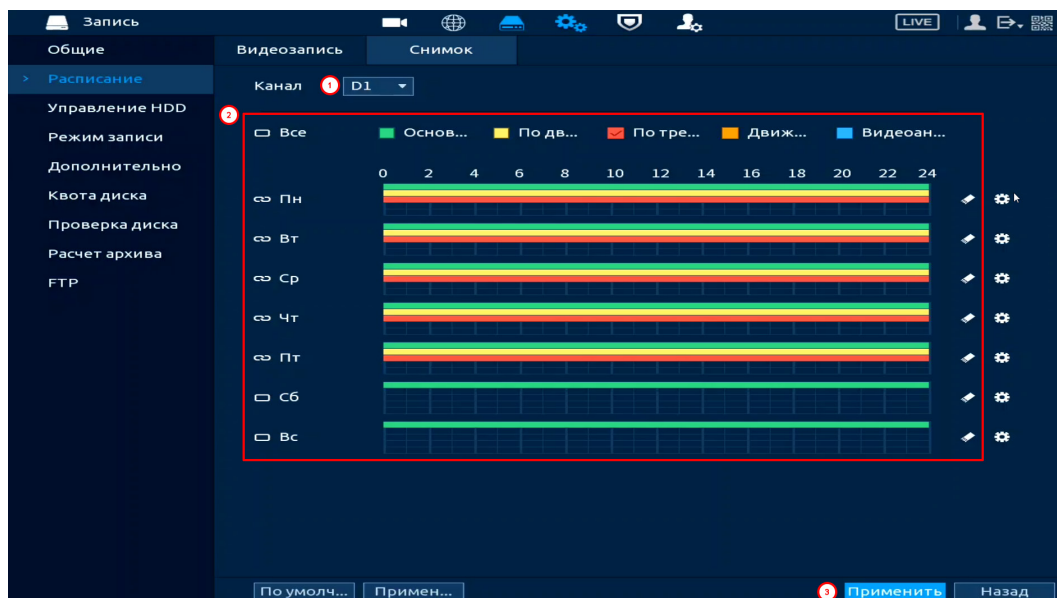 Запись LIVE
Общие Видеозапись Снимок
> Расписание
Канал 1 D1
Управление HDD
2
Режим записи
Все Основ... По дв... По тре... Движ... Видеоан...
Дополнительно
0 2 4 6 8 10 12 14 16 18 20 22 24
Квота диска
Пн
Проверка диска
Вт
Расчет архива
FTP
Ср
Чт
Пт
Сб
Вс
По умолч... Примен... 3 Применить Назад